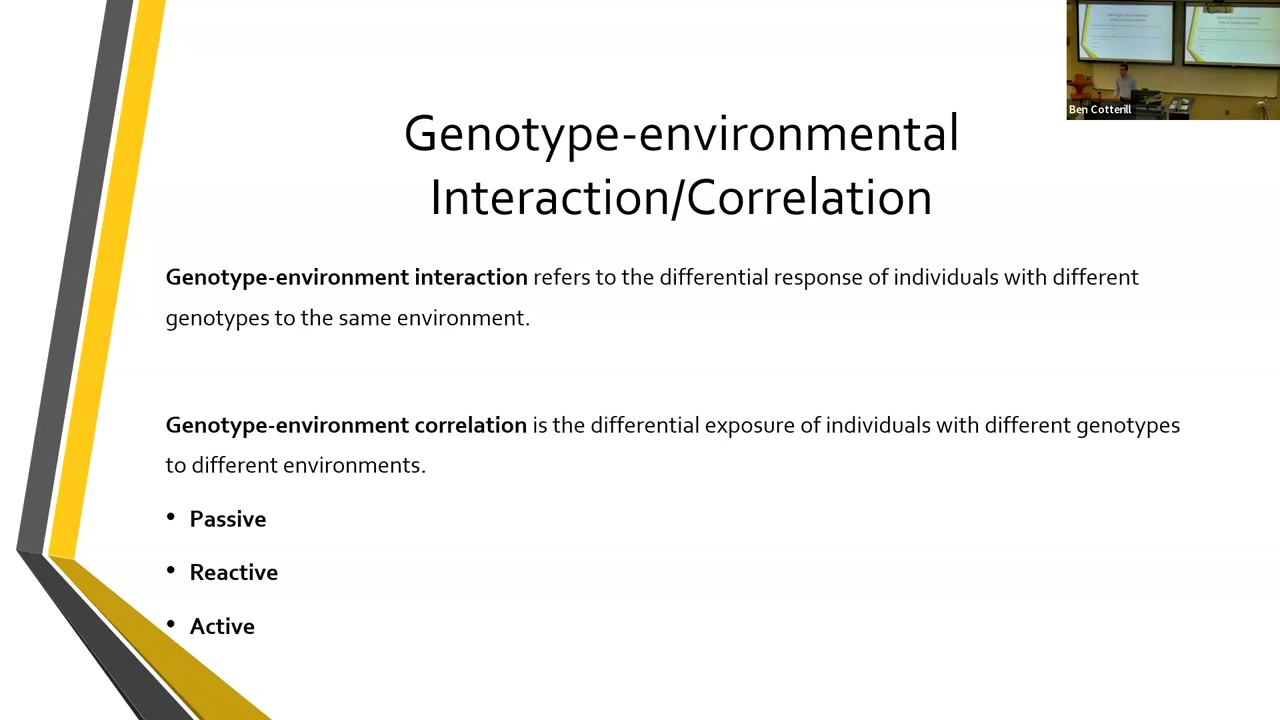 Genotype-environmental
Interaction/Correlation
Genotype-environment interaction refers to the differential response of individuals with different
genotypes to the same environment.
Genotype-environment correlation is the differential exposure of individuals with different genotypes
to different environments.
• Passive
• Reactive
• Active
Ben Cotterill